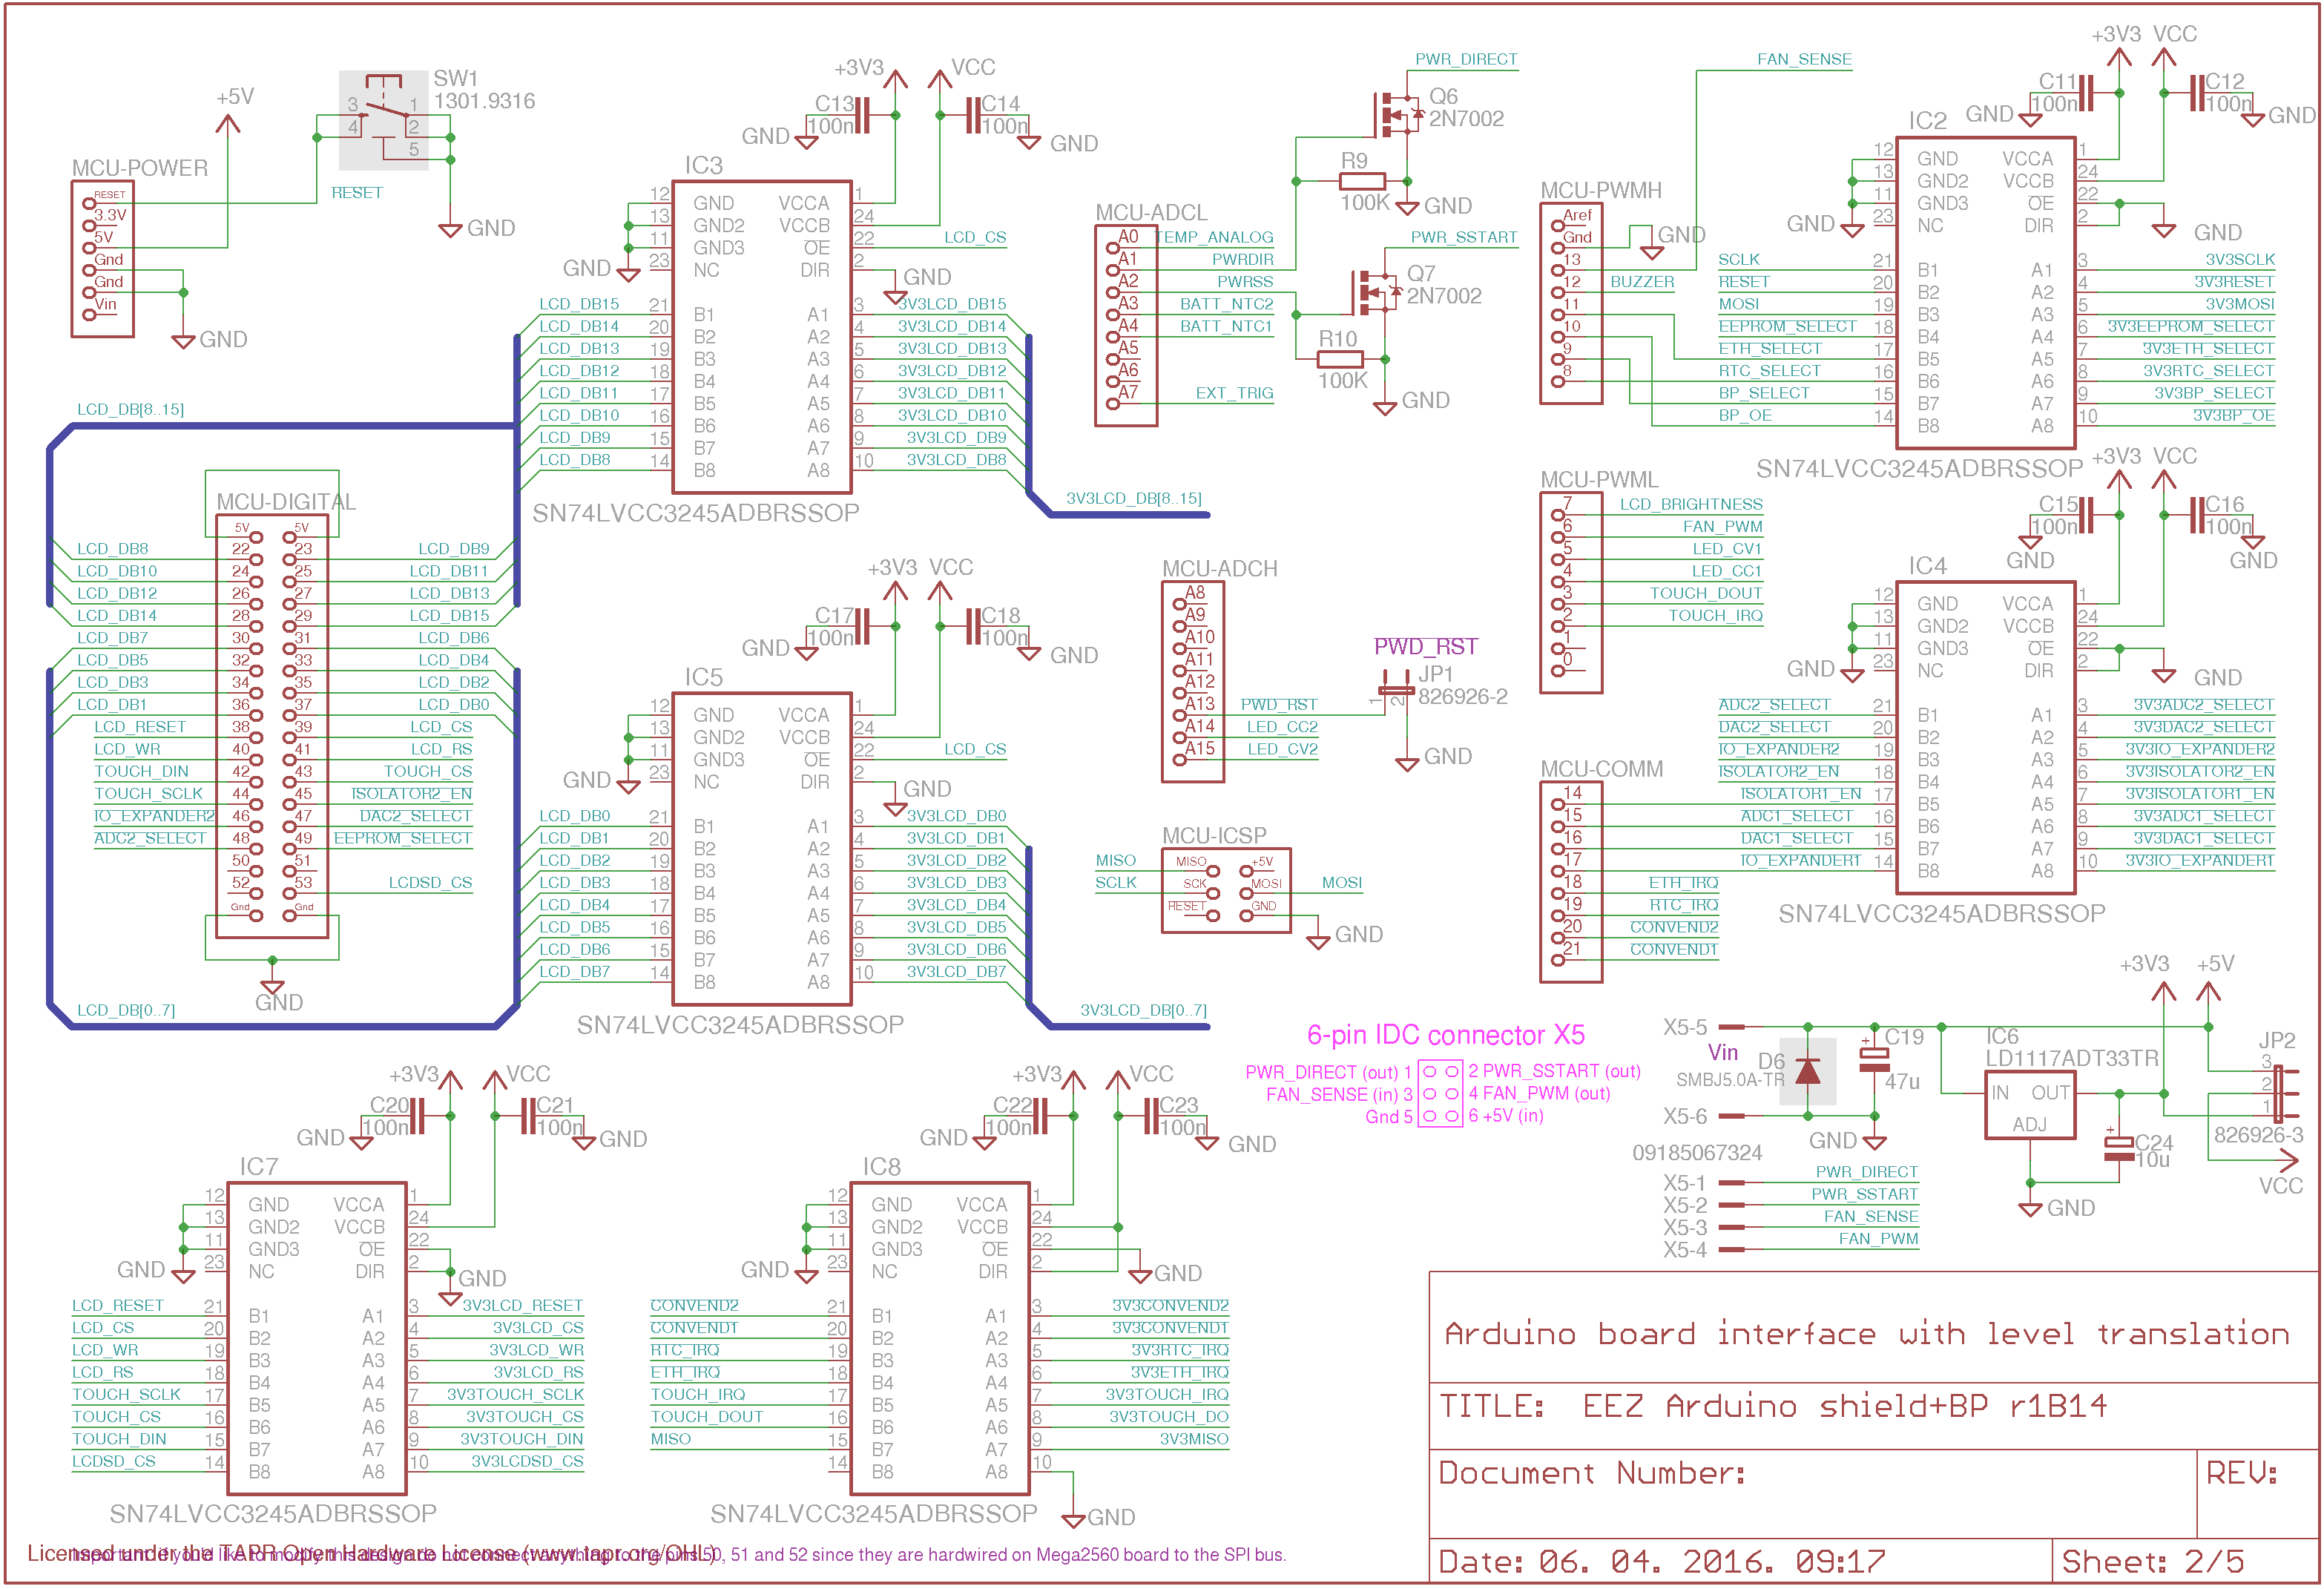 +5V
SW1
1301.9316
3
1
4
2
5
MCU-POWER
RESET
3.3V
5V
Gnd
Gnd
Vin
RESET
GND
GND
+3V3
VCC
C13
100n
C14
100n
GND
GND
IC3
12 GND VCCA 1
13 GND2 VCCB 24
11 GND3 OE 22 LCD_CS
23 NC DIR 2
GND
GND
LCD_DB15 21 B1 A1 3 3V3LCD_DB15
LCD_DB14 20 B2 A2 4 3V3LCD_DB14
LCD_DB13 19 B3 A3 5 3V3LCD_DB13
LCD_DB12 18 B4 A4 6 3V3LCD_DB12
LCD_DB11 17 B5 A5 7 3V3LCD_DB11
LCD_DB10 16 B6 A6 8 3V3LCD_DB10
LCD_DB9 15 B7 A7 9 3V3LCD_DB9
LCD_DB8 14 B8 A8 10 3V3LCD_DB8
SN74LVCC3245ADBRSSOP
3V3LCD_DB[8..15]
LCD_DB[8..15]
MCU-DIGITAL
5V 5V
LCD_DB8 22 23 LCD_DB9
LCD_DB10 24 25 LCD_DB11
LCD_DB12 26 27 LCD_DB13
LCD_DB14 28 29 LCD_DB15
LCD_DB7 30 31 LCD_DB6
LCD_DB5 32 33 LCD_DB4
LCD_DB3 34 35 LCD_DB2
LCD_DB1 36 37 LCD_DB0
LCD_RESET 38 39 LCD_CS
LCD_WR 40 41 LCD_RS
TOUCH_DIN 42 43 TOUCH_CS
TOUCH_SCLK 44 45 ISOLATOR2_EN
IO_EXPANDER2 46 47 DAC2_SELECT
ADC2_SELECT 48 49 EEPROM_SELECT
50 51
52 53 LCDSD_CS
Gnd Gnd
GND
LCD_DB[0..7]
+3V3 VCC
C17
100n
C18
100n
GND
GND
IC5
12 GND VCCA 1
13 GND2 VCCB 24
11 GND3 OE 22 LCD_CS
23 NC DIR 2
GND
GND
LCD_DB0 21 B1 A1 3 3V3LCD_DB0
LCD_DB1 20 B2 A2 4 3V3LCD_DB1
LCD_DB2 19 B3 A3 5 3V3LCD_DB2
LCD_DB3 18 B4 A4 6 3V3LCD_DB3
LCD_DB4 17 B5 A5 7 3V3LCD_DB4
LCD_DB5 16 B6 A6 8 3V3LCD_DB5
LCD_DB6 15 B7 A7 9 3V3LCD_DB6
LCD_DB7 14 B8 A8 10 3V3LCD_DB7
SN74LVCC3245ADBRSSOP
3V3LCD_DB[0..7]
PWR_DIRECT
Q6
2N7002
R9
100K
GND
MCU-ADCL
A0 TEMP_ANALOG
A1 PWRDIR
A2 PWRSS
A3 BATT_NTC2
A4 BATT_NTC1
A5
A6
A7 EXT_TRIG
PWR_SSTART
Q7
2N7002
R10
100K
GND
MCU-ADCH
A8
A9
A10
A11
A12
A13 PWD_RST
A14 LED_CC2
A15 LED_CV2
PWD_RST
JP1
826926-2
1
2
GND
MCU-ICSP
MISO MISO +5V
SCLK SCK MOSI MOSI
RESET GND
GND
FAN_SENSE
MCU-PWMH
Aref
Gnd
13
12 BUZZER
11
10
9
8
GND
MCU-PWML
7 LCD_BRIGHTNESS
6 FAN_PWM
5 LED_CV1
4 LED_CC1
3 TOUCH_DOUT
2 TOUCH_IRQ
1
0
MCU-COMM
14
15
16
17
18 ETH_IRQ
19 RTC_IRQ
20 CONVEND2
21 CONVEND1
+3V3 VCC
C11
100n
C12
100n
GND
GND
IC2
12 GND VCCA 1
13 GND2 VCCB 24
11 GND3 OE 22
23 NC DIR 2
GND
GND
SCLK 21 B1 A1 3 3V3SCLK
RESET 20 B2 A2 4 3V3RESET
MOSI 19 B3 A3 5 3V3MOSI
EEPROM_SELECT 18 B4 A4 6 3V3EEPROM_SELECT
ETH_SELECT 17 B5 A5 7 3V3ETH_SELECT
RTC_SELECT 16 B6 A6 8 3V3RTC_SELECT
BP_SELECT 15 B7 A7 9 3V3BP_SELECT
BP_OE 14 B8 A8 10 3V3BP_OE
SN74LVCC3245ADBRSSOP
+3V3 VCC
C15
100n
C16
100n
GND
GND
IC4
12 GND VCCA 1
13 GND2 VCCB 24
11 GND3 OE 22
23 NC DIR 2
GND
GND
ADC2_SELECT 21 B1 A1 3 3V3ADC2_SELECT
DAC2_SELECT 20 B2 A2 4 3V3DAC2_SELECT
IO_EXPANDER2 19 B3 A3 5 3V3IO_EXPANDER2
ISOLATOR2_EN 18 B4 A4 6 3V3ISOLATOR2_EN
ISOLATOR1_EN 17 B5 A5 7 3V3ISOLATOR1_EN
ADC1_SELECT 16 B6 A6 8 3V3ADC1_SELECT
DAC1_SELECT 15 B7 A7 9 3V3DAC1_SELECT
IO_EXPANDER1 14 B8 A8 10 3V3IO_EXPANDER1
SN74LVCC3245ADBRSSOP
+3V3
VCC
C20
100n
C21
100n
GND
GND
IC7
12 GND VCCA 1
13 GND2 VCCB 24
11 GND3 OE 22
23 NC DIR 2
GND
GND
LCD_RESET 21 B1 A1 3 3V3LCD_RESET
LCD_CS 20 B2 A2 4 3V3LCD_CS
LCD_WR 19 B3 A3 5 3V3LCD_WR
LCD_RS 18 B4 A4 6 3V3LCD_RS
TOUCH_SCLK 17 B5 A5 7 3V3TOUCH_SCLK
TOUCH_CS 16 B6 A6 8 3V3TOUCH_CS
TOUCH_DIN 15 B7 A7 9 3V3TOUCH_DIN
LCDSD_CS 14 B8 A8 10 3V3LCDSD_CS
SN74LVCC3245ADBRSSOP
+3V3
VCC
C22
100n
C23
100n
GND
GND
IC8
12 GND VCCA 1
13 GND2 VCCB 24
11 GND3 OE 22
23 NC DIR 2
GND
GND
CONVEND2 21 B1 A1 3 3V3CONVEND2
CONVEND1 20 B2 A2 4 3V3CONVEND1
RTC_IRQ 19 B3 A3 5 3V3RTC_IRQ
ETH_IRQ 18 B4 A4 6 3V3ETH_IRQ
TOUCH_IRQ 17 B5 A5 7 3V3TOUCH_IRQ
TOUCH_DOUT 16 B6 A6 8 3V3TOUCH_DO
MISO 15 B7 A7 9 3V3MISO
14 B8 A8 10
GND
SN74LVCC3245ADBRSSOP
6-pin IDC connector X5
PWR_DIRECT (out) 1 2 PWR_SSTART (out)
FAN_SENSE (in) 3 4 FAN_PWM (out)
Gnd 5 6 +5V (in)
X5-5
Vin
D6
SMBJ5.0A-TR
C19
+
47u
X5-6
GND
09185067324
X5-1 PWR_DIRECT
X5-2 PWR_SSTART
X5-3 FAN_SENSE
X5-4 FAN_PWM
+3V3 +5V
IC6
LD1117ADT33TR
IN OUT
ADJ
+
C24
10u
GND
JP2
3
2
1
826926-3
VCC
Arduino board interface with level translation
TITLE: EEZ Arduino shield+BP r1B14
Document Number:
REV:
Date: 06. 04. 2016. 09:17
Sheet: 2/5
Licensed under the TAPR Open Hardware License (www.tapr.org/OHL)
Important: if you'd like to modify this design do not connect anything to the pins 50, 51 and 52 since they are hardwired on Mega2560 board to the SPI bus.